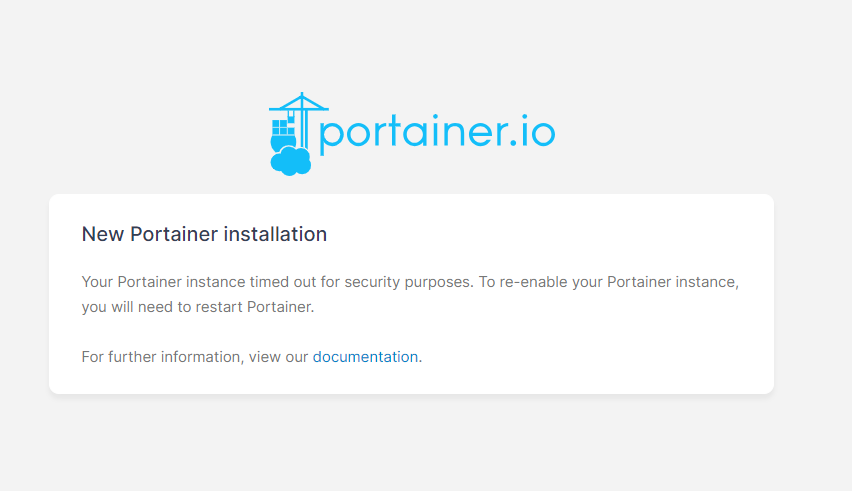 portainer.io
New Portainer installation
Your Portainer instance timed out for security purposes. To re-enable your Portainer instance,
you will need to restart Portainer.
For further information, view our documentation.